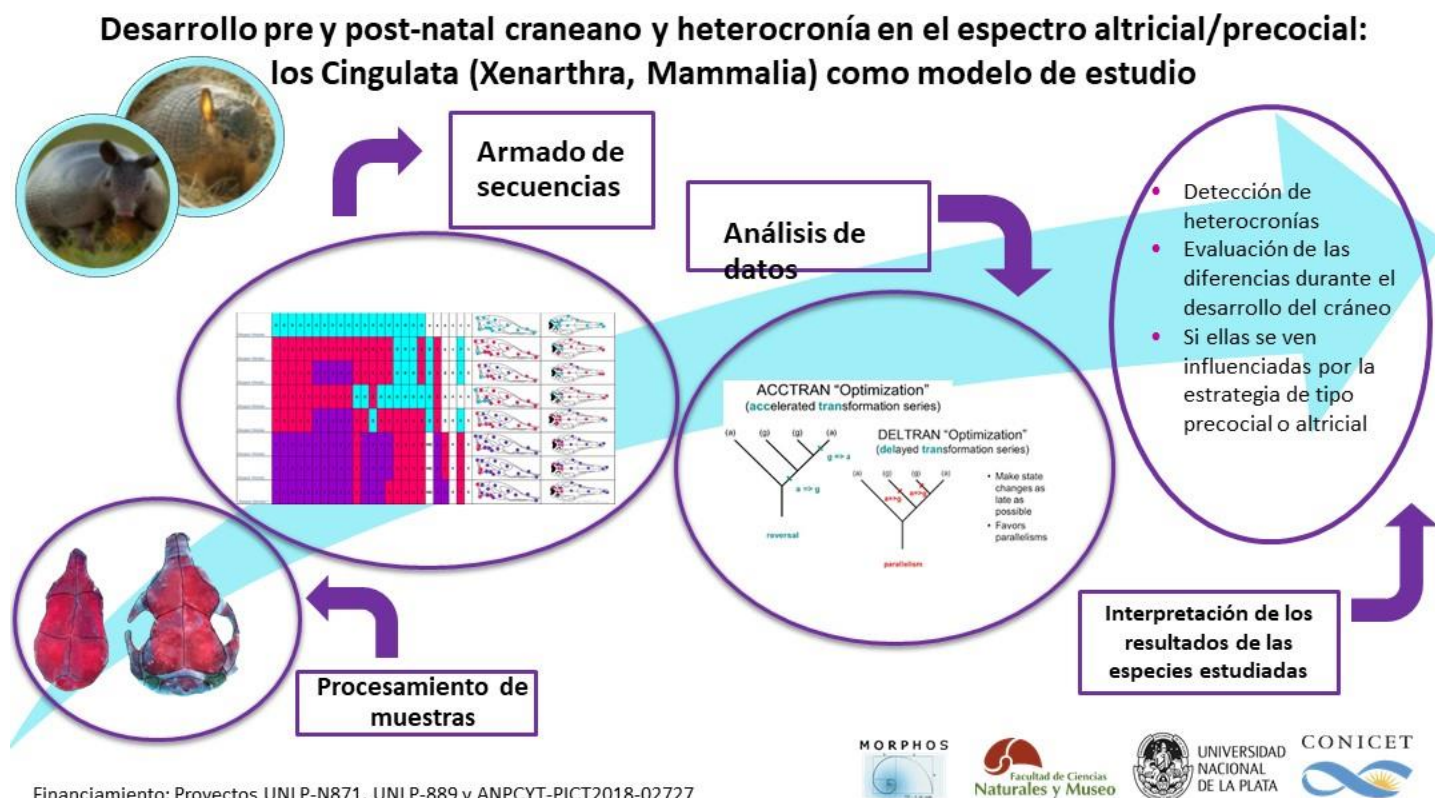 Desarrollo pre y post-natal craneano y heterocronía en el espectro altricial/precocial:
los Cingulata (Xenarthra, Mammalia) como modelo de estudio
Armado de
secuencias
Análisis de
datos
• Detección de
heterocronías
• Evaluación de las
diferencias durante el
desarrollo del cráneo
• Si ellas se ven
influenciadas por la
estrategia de tipo
precocial o altricial
ACCTRAN "Optimization"
(accelerated transformation series)
(a) (g) (g) (a)
g => a
a => g
reversal
DELTRAN "Optimization"
(delayed transformation series)
(a) (g) (g) (a)
a=>g a=>g
parallelism
• Make state
changes as
late as
possible
• Favors
parallelisms
Procesamiento de
muestras
Interpretación de los
resultados de las
especies estudiadas
MORPHOS
Facultad de Ciencias
Naturales y Museo
UNIVERSIDAD
NACIONAL
DE LA PLATA
CONICET
Financiamiento: Proyectos UNLP-N871, UNLP-889 y ANPCYT-PICT2018-02727